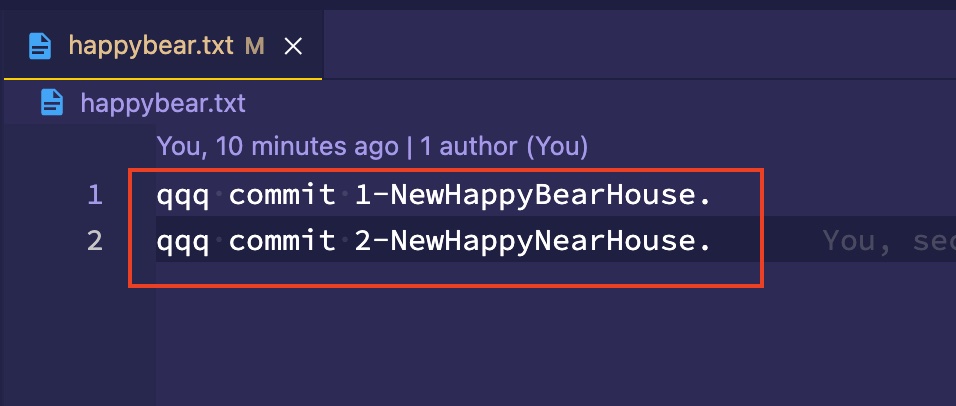 happybear.txt M
happybear.txt
You, 10 minutes ago | 1 author (You)
1 qqq commit 1-NewHappyBearHouse.
2 qqq commit 2-NewHappyNearHouse. You,